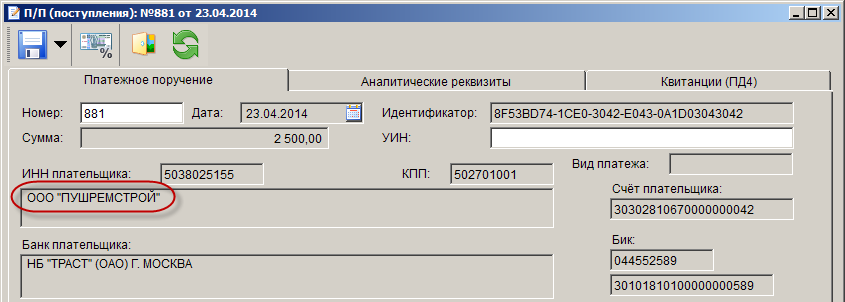 П/П (поступления): №881 от 23.04.2014
%
Платежное поручение Аналитические реквизиты Квитанции (ПД4)
Номер: 881 Дата: 23.04.2014 Идентификатор: 8F53BD74-1CE0-3042-E043-0A1D03043042
Сумма: 2 500,00 УИН:
ИНН плательщика: 5038025155 КПП: 502701001 Вид платежа:
ООО "ПУШРЕМСТРОЙ" Счёт плательщика:
30302810670000000042
Банк плательщика: Бик:
НБ "ТРАСТ" (ОАО) Г. МОСКВА 044552589
30101810100000000589